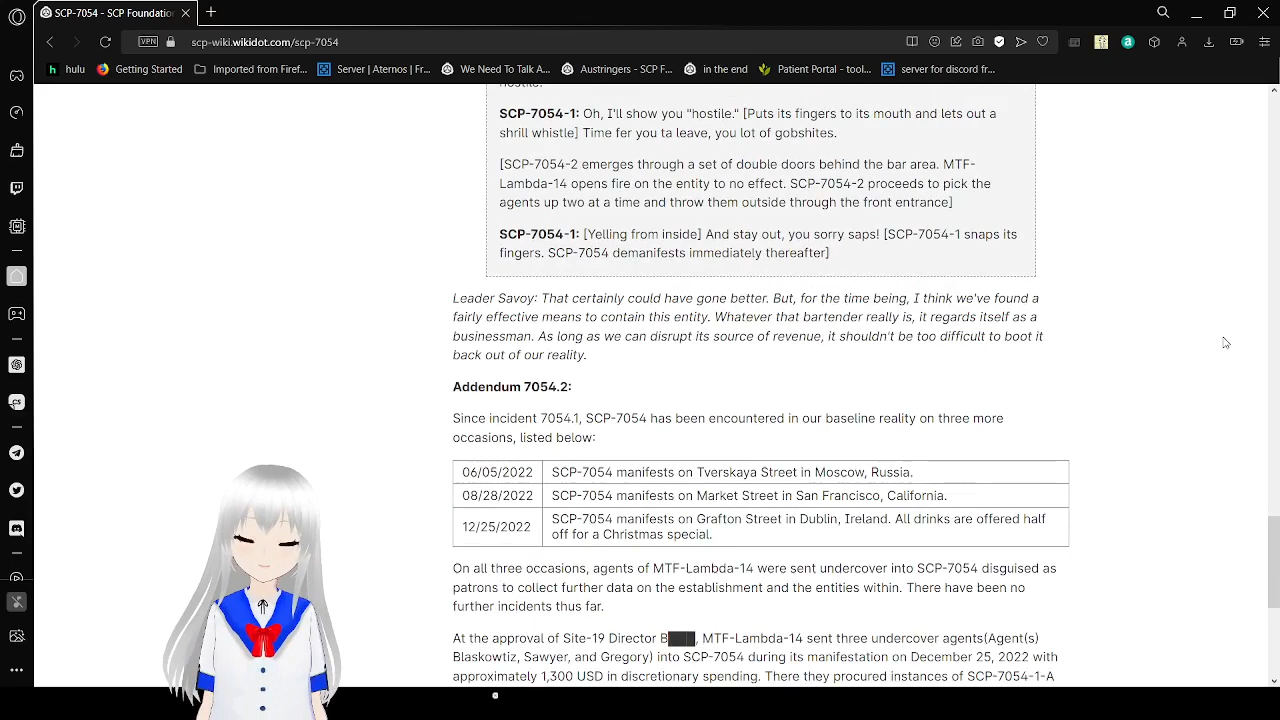 SCP-7054 - SCP Foundation
scp-wiki.wikidot.com/scp-7054
VPN
hulu
Getting Started
Imported from Firef...
Server | Aternos | Fr...
We Need To Talk A...
Austringers - SCP F...
in the end
Patient Portal - tool...
server for discord fr...
hostile."
SCP-7054-1: Oh, I'll show you "hostile." [Puts its fingers to its mouth and lets out a
shrill whistle] Time fer you ta leave, you lot of gobshites.
[SCP-7054-2 emerges through a set of double doors behind the bar area. MTF-
Lambda-14 opens fire on the entity to no effect. SCP-7054-2 proceeds to pick the
agents up two at a time and throw them outside through the front entrance]
SCP-7054-1: [Yelling from inside] And stay out, you sorry saps! [SCP-7054-1 snaps its
fingers. SCP-7054 demanifests immediately thereafter]
Leader Savoy: That certainly could have gone better. But, for the time being, I think we've found a
fairly effective means to contain this entity. Whatever that bartender really is, it regards itself as a
businessman. As long as we can disrupt its source of revenue, it shouldn't be too difficult to boot it
back out of our reality.
Addendum 7054.2:
Since incident 7054.1, SCP-7054 has been encountered in our baseline reality on three more
occasions, listed below:
06/05/2022 SCP-7054 manifests on Tverskaya Street in Moscow, Russia.
08/28/2022 SCP-7054 manifests on Market Street in San Francisco, California.
12/25/2022 SCP-7054 manifests on Grafton Street in Dublin, Ireland. All drinks are offered half
off for a Christmas special.
On all three occasions, agents of MTF-Lambda-14 were sent undercover into SCP-7054 disguised as
patrons to collect further data on the establishment and the entities within. There have been no
further incidents thus far.
At the approval of Site-19 Director B███, MTF-Lambda-14 sent three undercover agents(Agent(s)
Blaskowtiz, Sawyer, and Gregory) into SCP-7054 during its manifestation on December 25, 2022 with
approximately 1,300 USD in discretionary spending. There they procured instances of SCP-7054-1-A